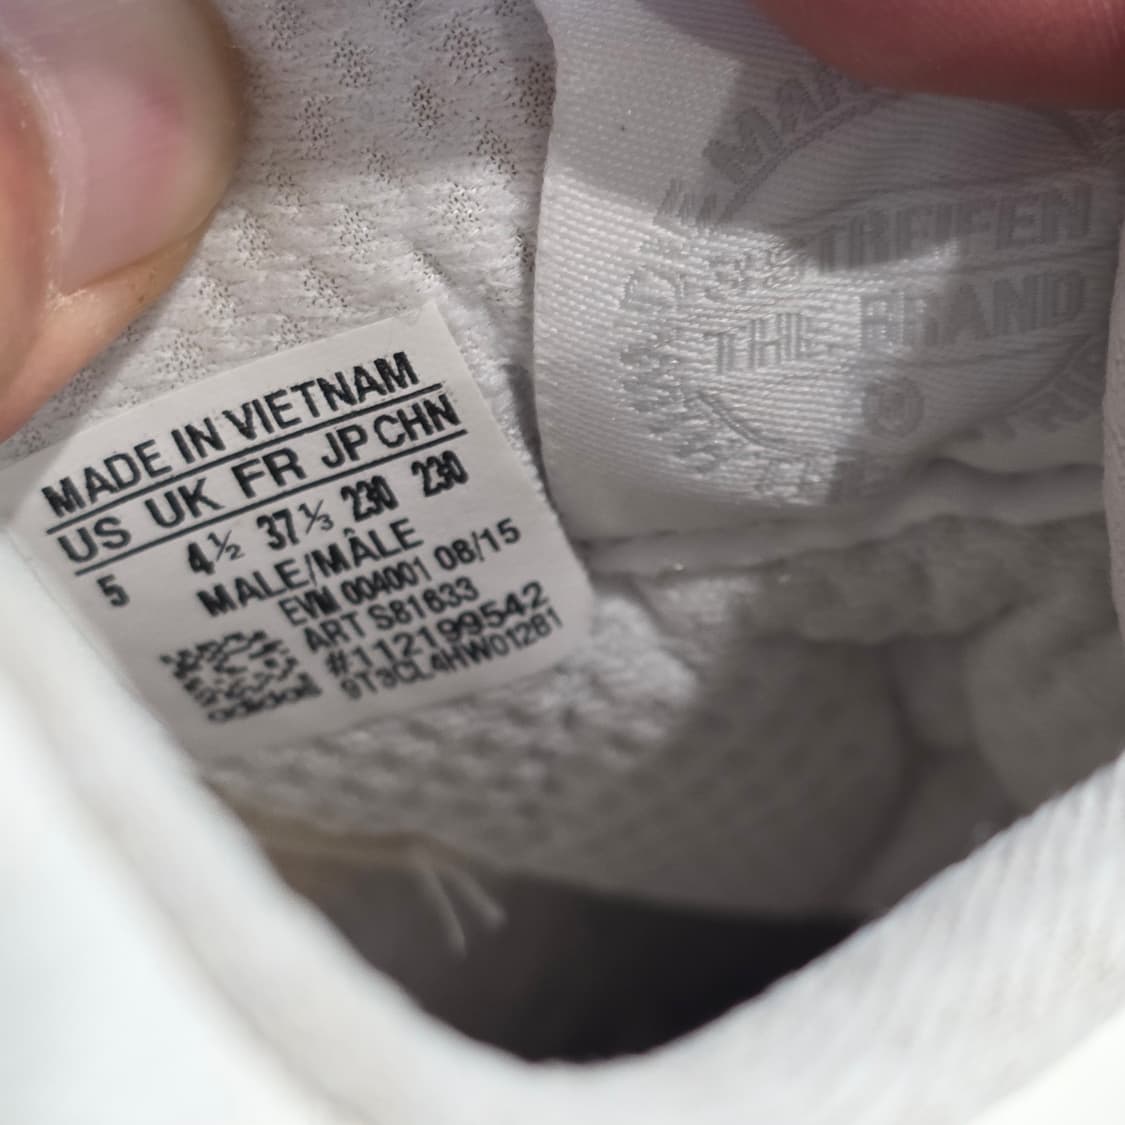 MADE IN VIETNAM
US UK FR JP CHN
5 4½ 37⅓ 230 230
MALE/MÂLE
EVM 004001 08/15
ART S81633
#112199542
9T3CL4HW01281
adidas
STREIFEN
THE BRAND